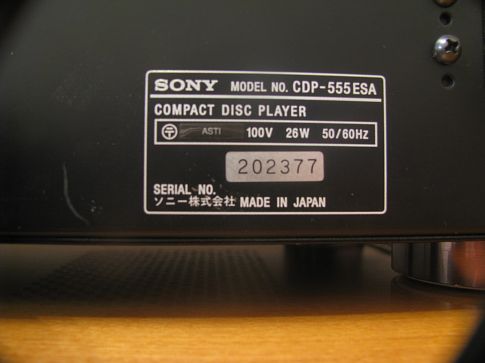 SONY MODEL NO. CDP-555ESA
COMPACT DISC PLAYER
〒 ASTI 100V 26W 50/60Hz
202377
SERIAL NO.
ソニー株式会社 MADE IN JAPAN